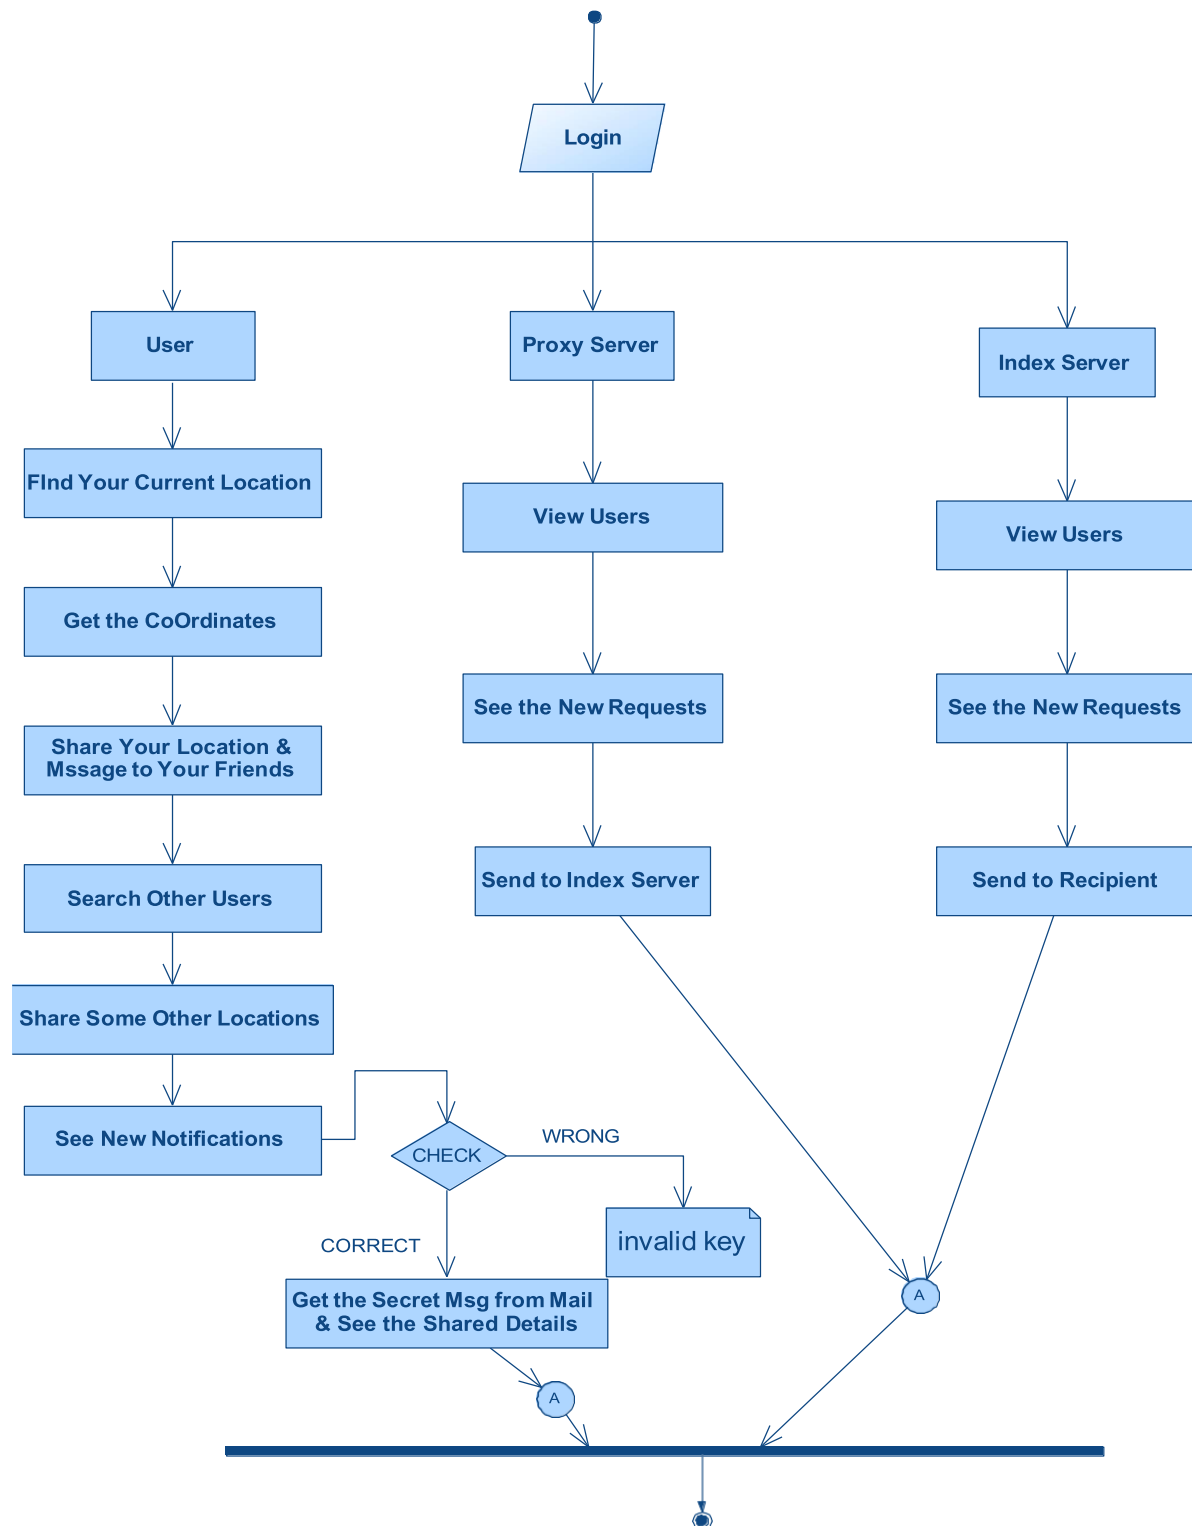 Login
User
Proxy Server
Index Server
FInd Your Current Location
View Users
View Users
Get the CoOrdinates
See the New Requests
See the New Requests
Share Your Location &
Mssage to Your Friends
Send to Index Server
Send to Recipient
Search Other Users
Share Some Other Locations
See New Notifications
CHECK
WRONG
invalid key
CORRECT
Get the Secret Msg from Mail
& See the Shared Details
A
A